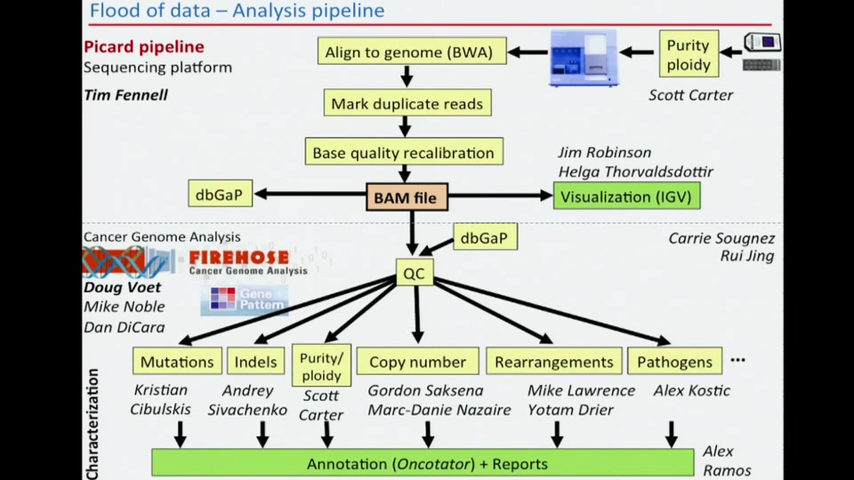 Flood of data – Analysis pipeline
Picard pipeline
Sequencing platform
Tim Fennell
Align to genome (BWA)
Purity
ploidy
Scott Carter
Mark duplicate reads
Base quality recalibration
Jim Robinson
Helga Thorvaldsdottir
dbGaP
BAM file
Visualization (IGV)
Cancer Genome Analysis
FIREHOSE
Cancer Genome Analysis
dbGaP
Carrie Sougnez
Rui Jing
QC
Doug Voet
Mike Noble
Dan DiCara
Gene
Pattern
Characterization
Mutations
Indels
Purity/
ploidy
Copy number
Rearrangements
Pathogens
...
Kristian
Cibulskis
Andrey
Sivachenko
Scott
Carter
Gordon Saksena
Marc-Danie Nazaire
Mike Lawrence
Yotam Drier
Alex Kostic
Annotation (Oncotator) + Reports
Alex
Ramos